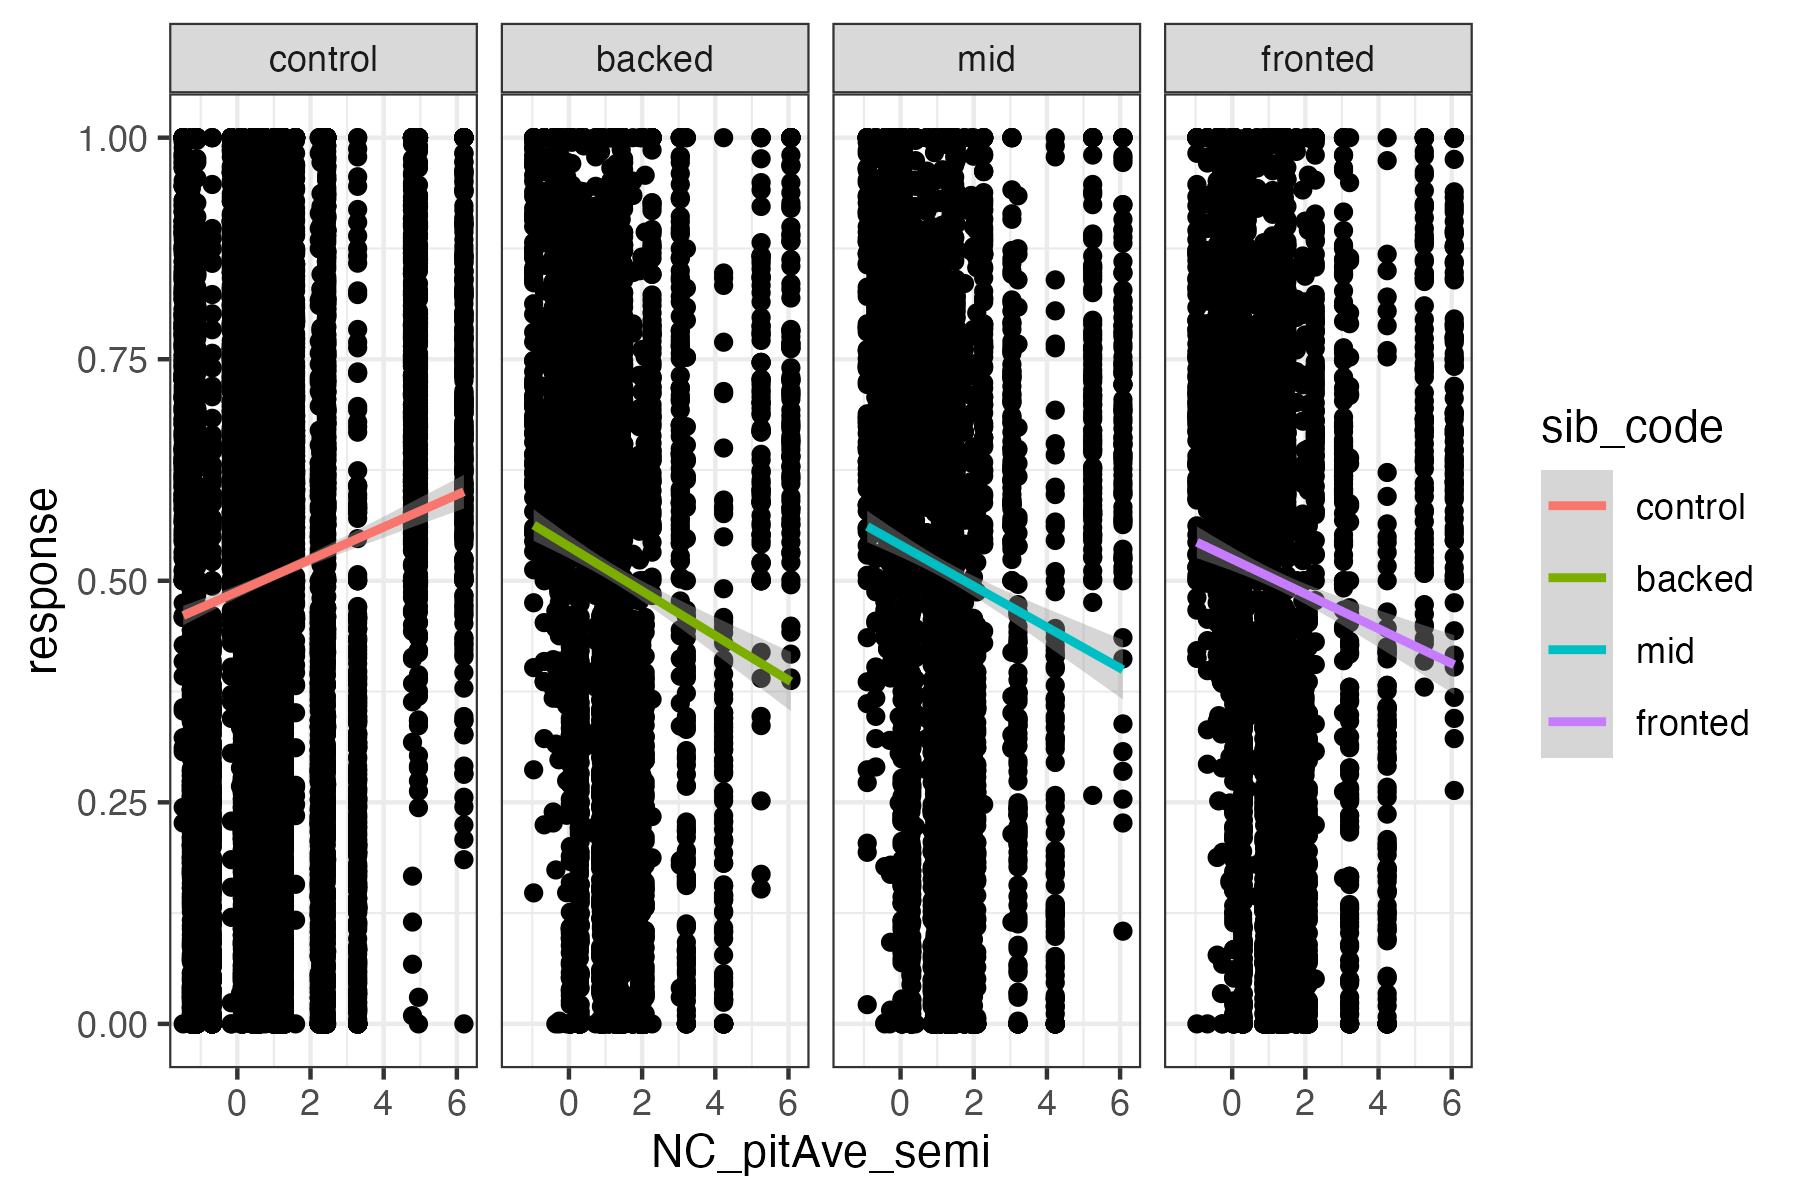 control backed mid fronted
1.00
0.75
0.50
0.25
0.00
response
0 2 4 6 0 2 4 6 0 2 4 6 0 2 4 6
NC_pitAve_semi
sib_code
control
backed
mid
fronted